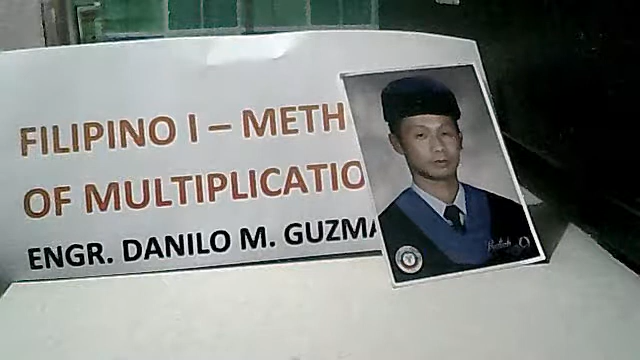 FILIPINO I – METH
OF MULTIPLICATIO
ENGR. DANILO M. GUZMA